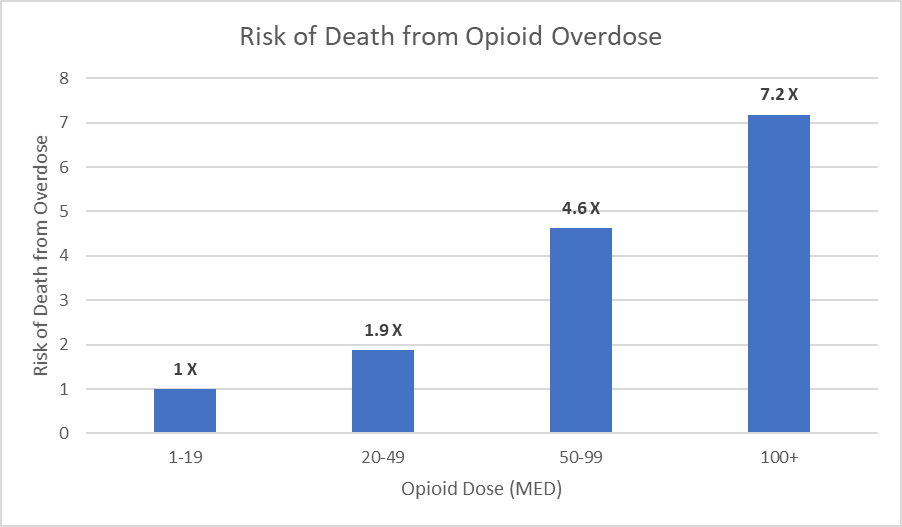 Risk of Death from Opioid Overdose
Risk of Death from Overdose
8
7
6
5
4
3
2
1
0
1 X
1.9 X
4.6 X
7.2 X
1-19
20-49
50-99
100+
Opioid Dose (MED)